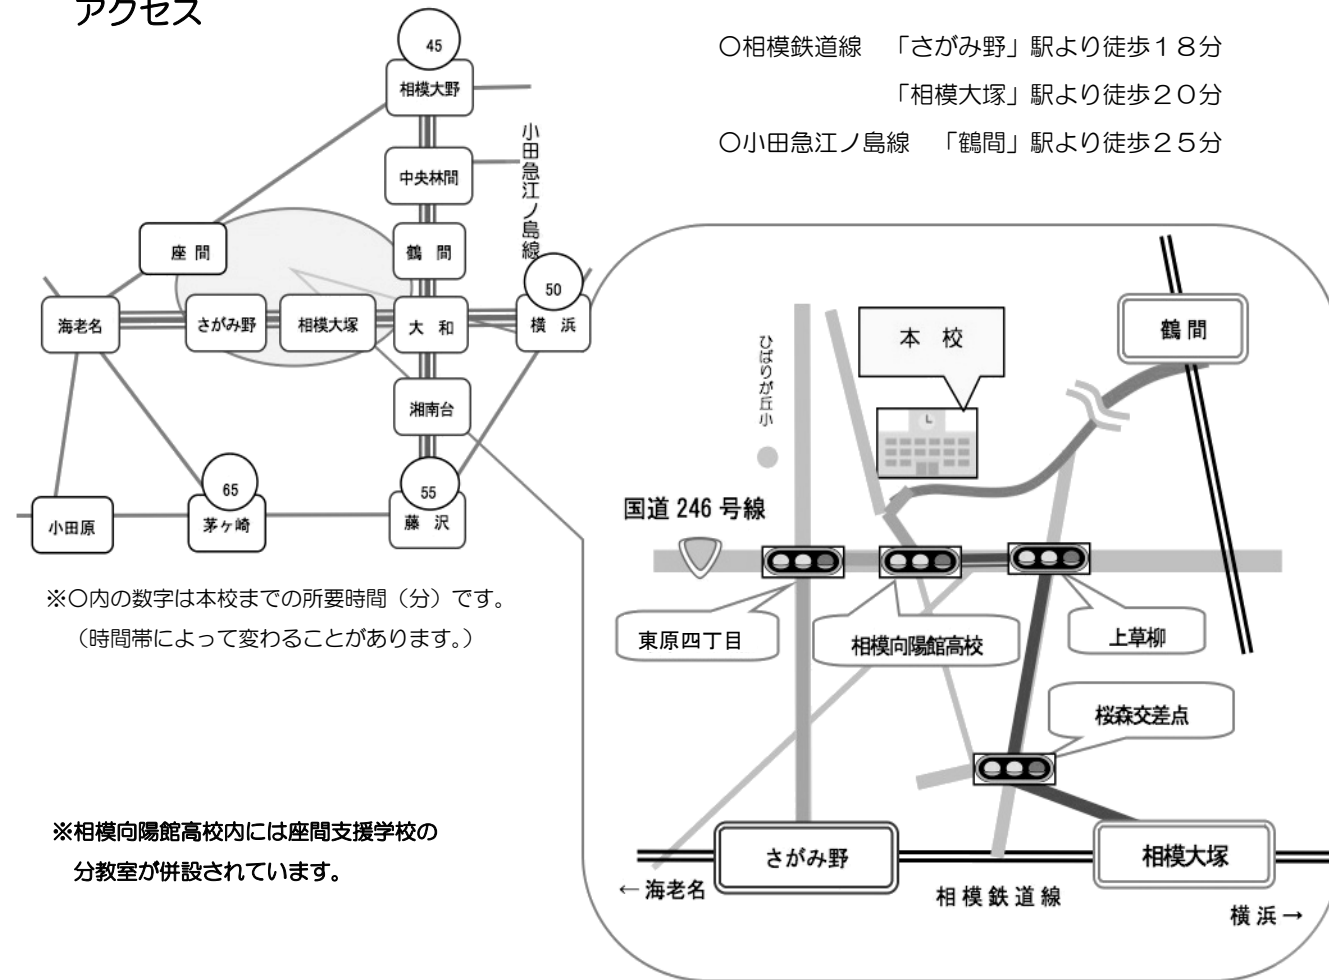 アクセス
○相模鉄道線　「さがみ野」駅より徒歩１８分
「相模大塚」駅より徒歩２０分
○小田急江ノ島線　「鶴間」駅より徒歩２５分
45
相模大野
小田急江ノ島線
中央林間
座 間
鶴 間
50
海老名
さがみ野
相模大塚
大 和
横 浜
湘南台
65
55
小田原
茅ヶ崎
藤 沢
※○内の数字は本校までの所要時間（分）です。
（時間帯によって変わることがあります。）
※相模向陽館高校内には座間支援学校の
分教室が併設されています。
鶴 間
本 校
ひばりが丘小
国道 246 号線
東原四丁目
相模向陽館高校
上草柳
桜森交差点
さがみ野
相模大塚
←海老名
相模鉄道線
横 浜→